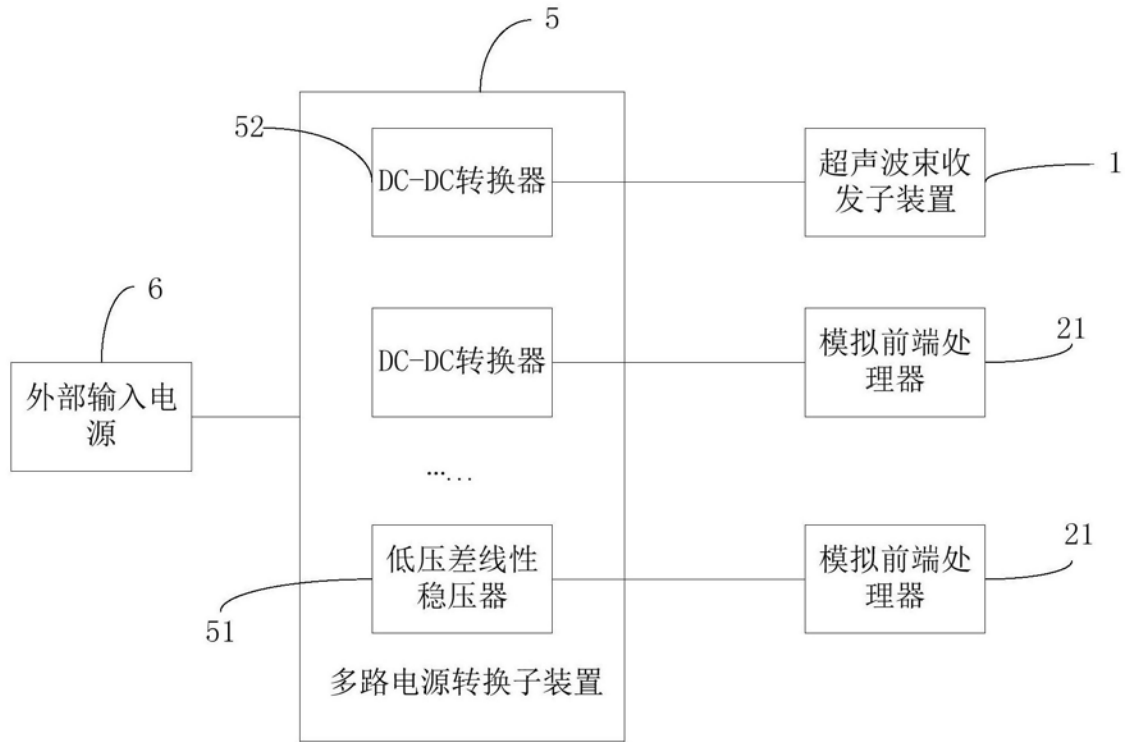 5
52
DC-DC转换器
超声波束收
发子装置
1
6
DC-DC转换器
模拟前端处
理器
21
外部输入电
源
…...
低压差线性
稳压器
51
模拟前端处
理器
21
多路电源转换子装置